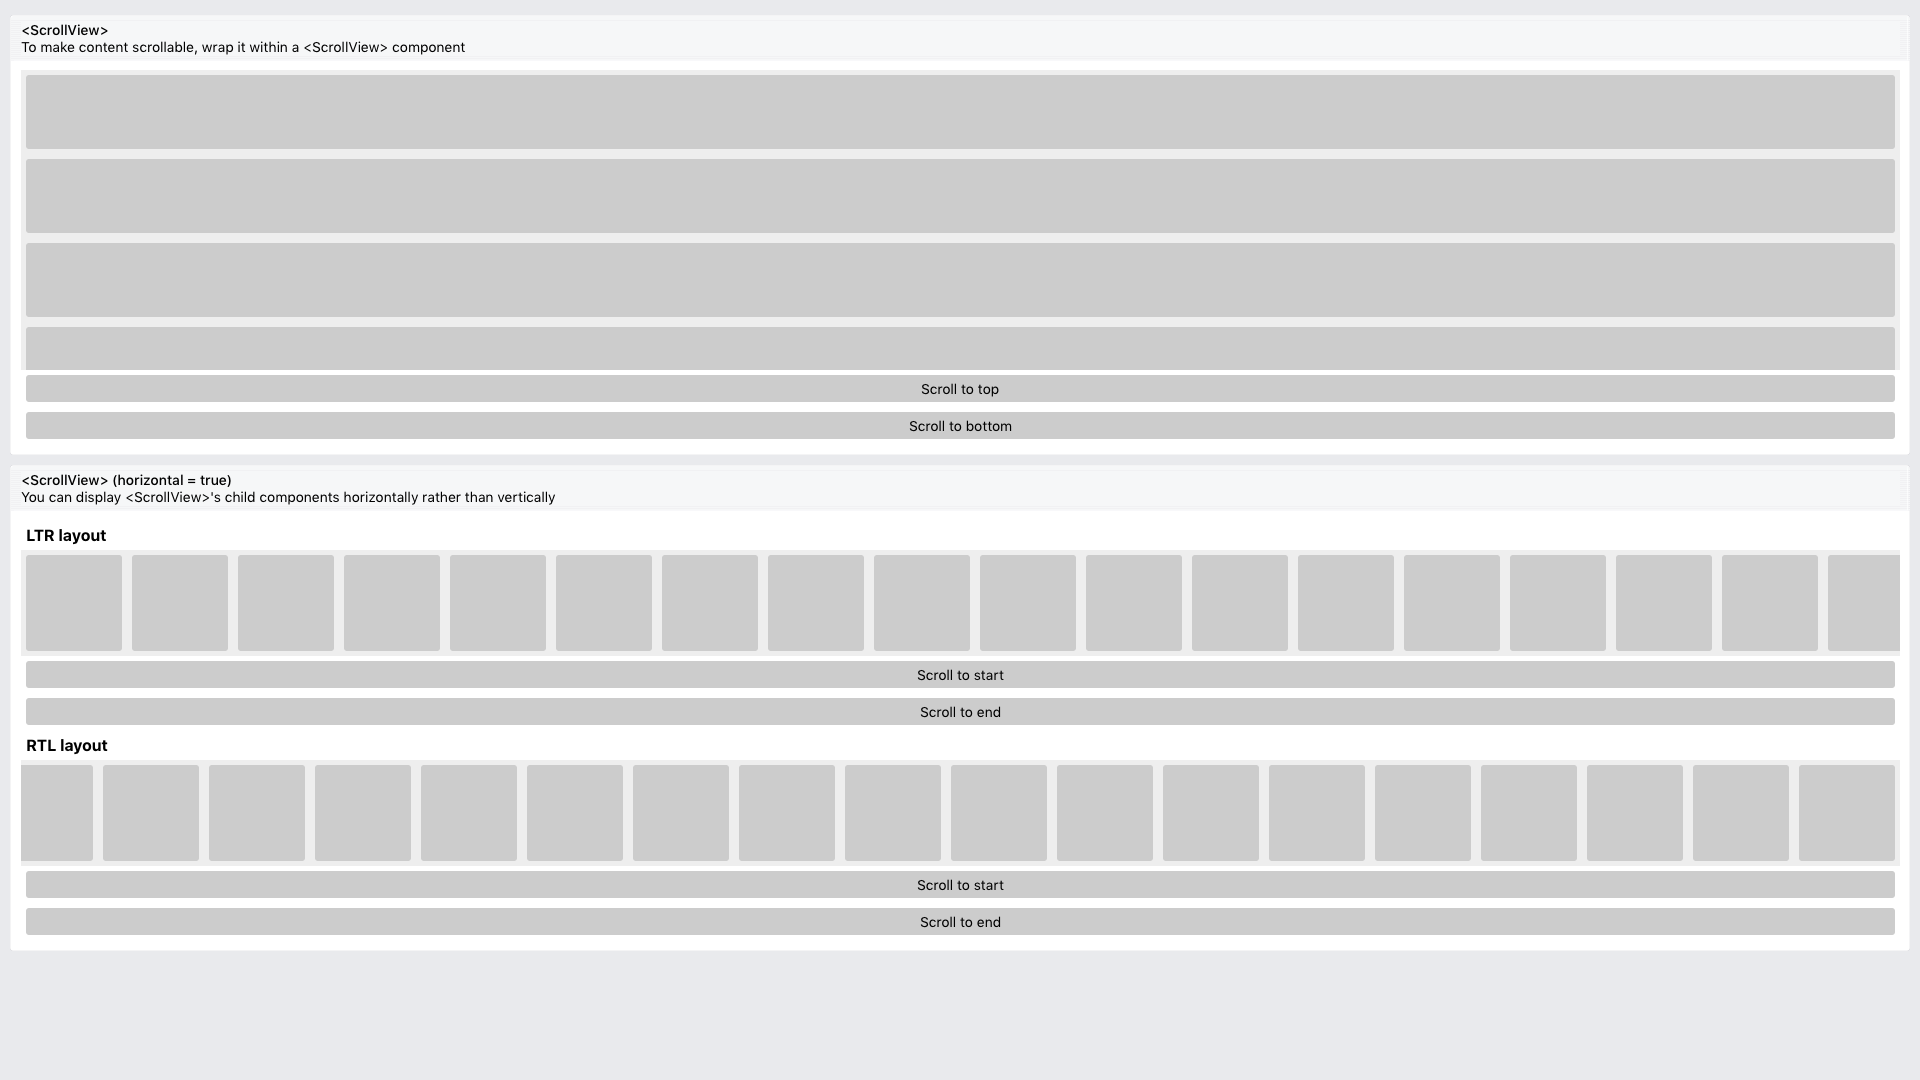 <ScrollView>
To make content scrollable, wrap it within a <ScrollView> component
Scroll to top
Scroll to bottom
<ScrollView> (horizontal = true)
You can display <ScrollView>'s child components horizontally rather than vertically
LTR layout
Scroll to start
Scroll to end
RTL layout
Scroll to start
Scroll to end